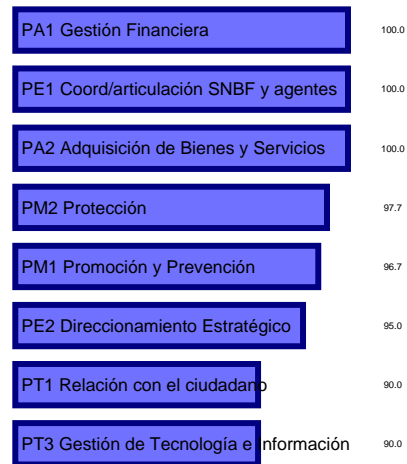 PA1 Gestión Financiera 100.0
PE1 Coord/articulación SNBF y agentes 100.0
PA2 Adquisición de Bienes y Servicios 100.0
PM2 Protección 97.7
PM1 Promoción y Prevención 96.7
PE2 Direccionamiento Estratégico 95.0
PT1 Relación con el ciudadano 90.0
PT3 Gestión de Tecnología e Información 90.0